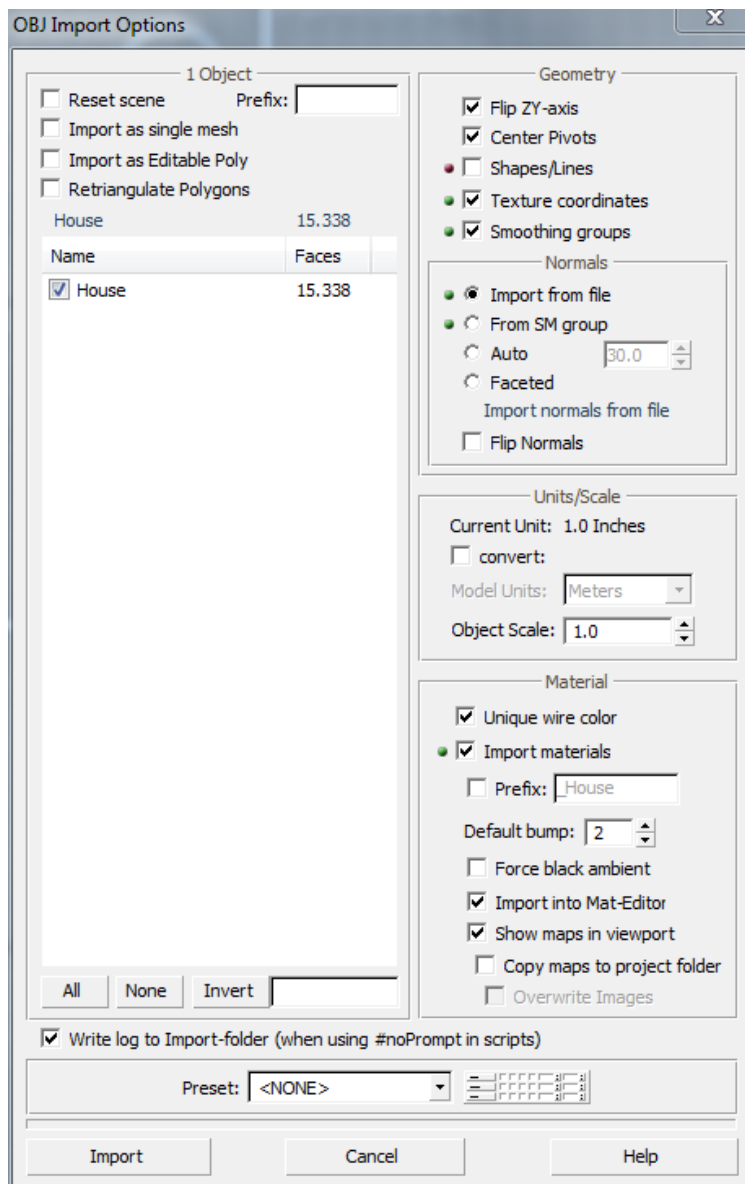 OBJ Import Options
1 Object
Reset scene Prefix:
Import as single mesh
Import as Editable Poly
Retriangulate Polygons
House 15.338
Name Faces
House 15.338
All None Invert
Geometry
Flip ZY-axis
Center Pivots
Shapes/Lines
Texture coordinates
Smoothing groups
Normals
Import from file
From SM group
Auto 30.0
Faceted
Import normals from file
Flip Normals
Units/Scale
Current Unit: 1.0 Inches
convert:
Model Units: Meters
Object Scale: 1.0
Material
Unique wire color
Import materials
Prefix: _House
Default bump: 2
Force black ambient
Import into Mat-Editor
Show maps in viewport
Copy maps to project folder
Overwrite Images
Write log to Import-folder (when using #noPrompt in scripts)
Preset: <NONE>
Import Cancel Help